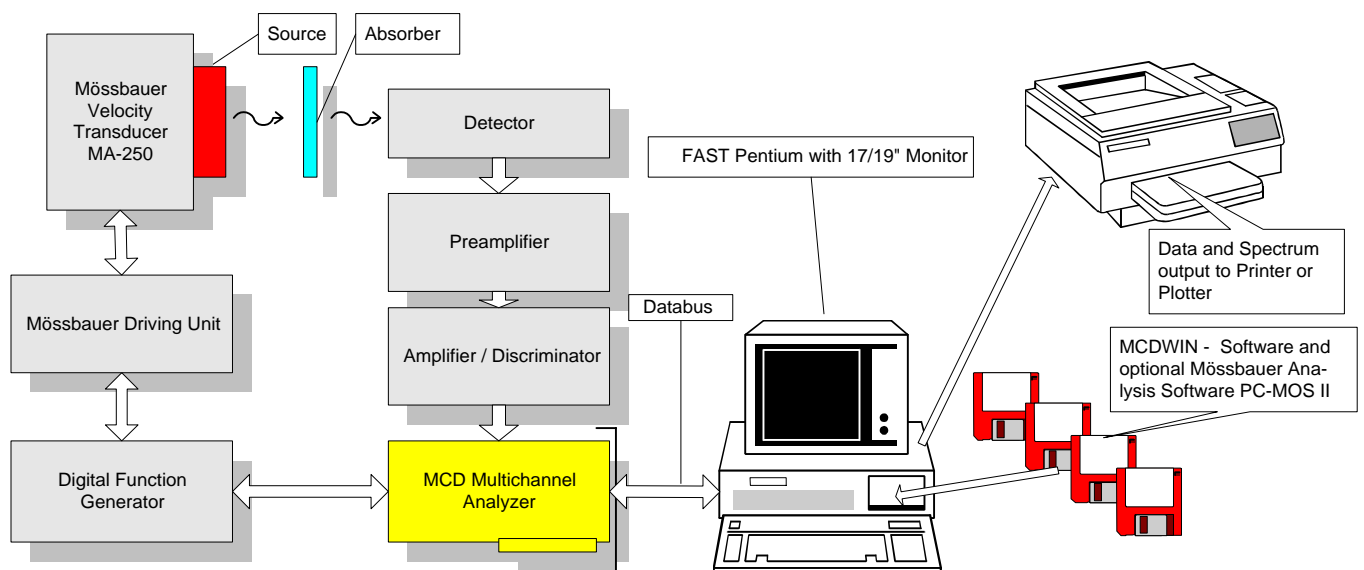 Source
Absorber
Mössbauer
Velocity
Transducer
MA-250
Detector
FAST Pentium with 17/19" Monitor
Preamplifier
Data and Spectrum
output to Printer or
Plotter
Mössbauer Driving Unit
Databus
Amplifier / Discriminator
MCDWIN - Software and
optional Mössbauer Ana-
lysis Software PC-MOS II
Digital Function
Generator
MCD Multichannel
Analyzer